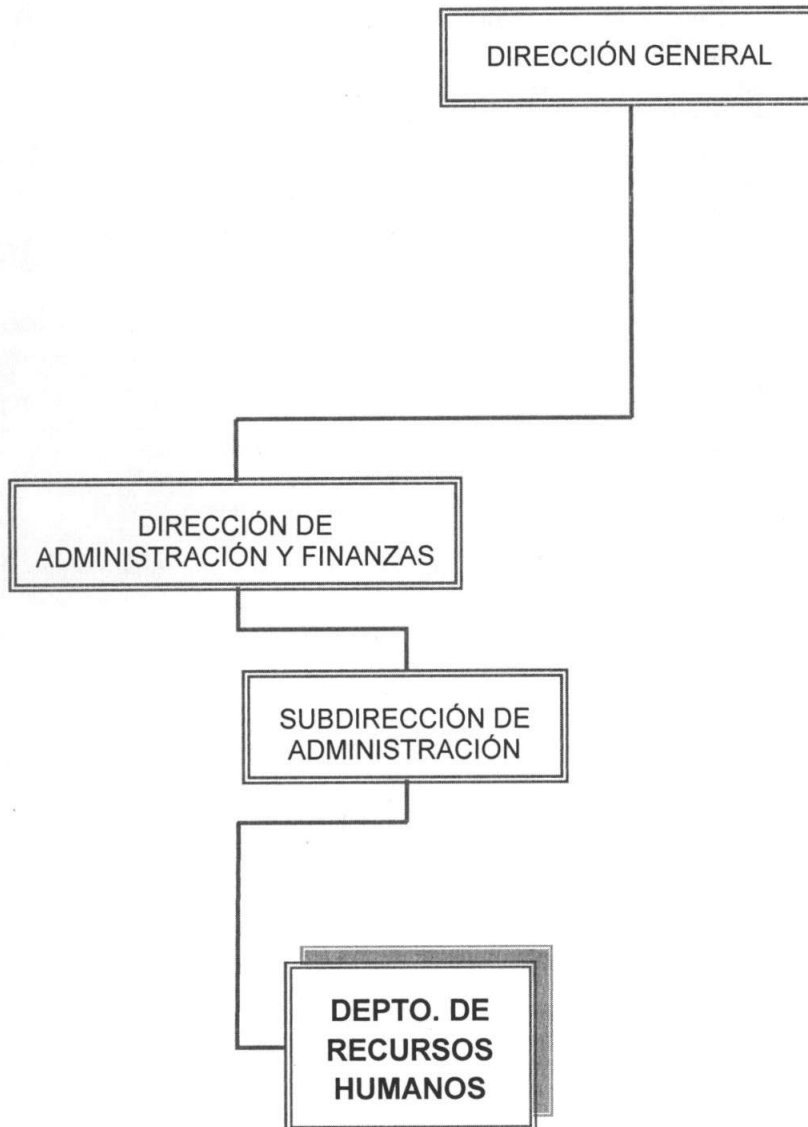 DIRECCIÓN GENERAL
DIRECCIÓN DE
ADMINISTRACIÓN Y FINANZAS
SUBDIRECCIÓN DE
ADMINISTRACIÓN
DEPTO. DE
RECURSOS
HUMANOS